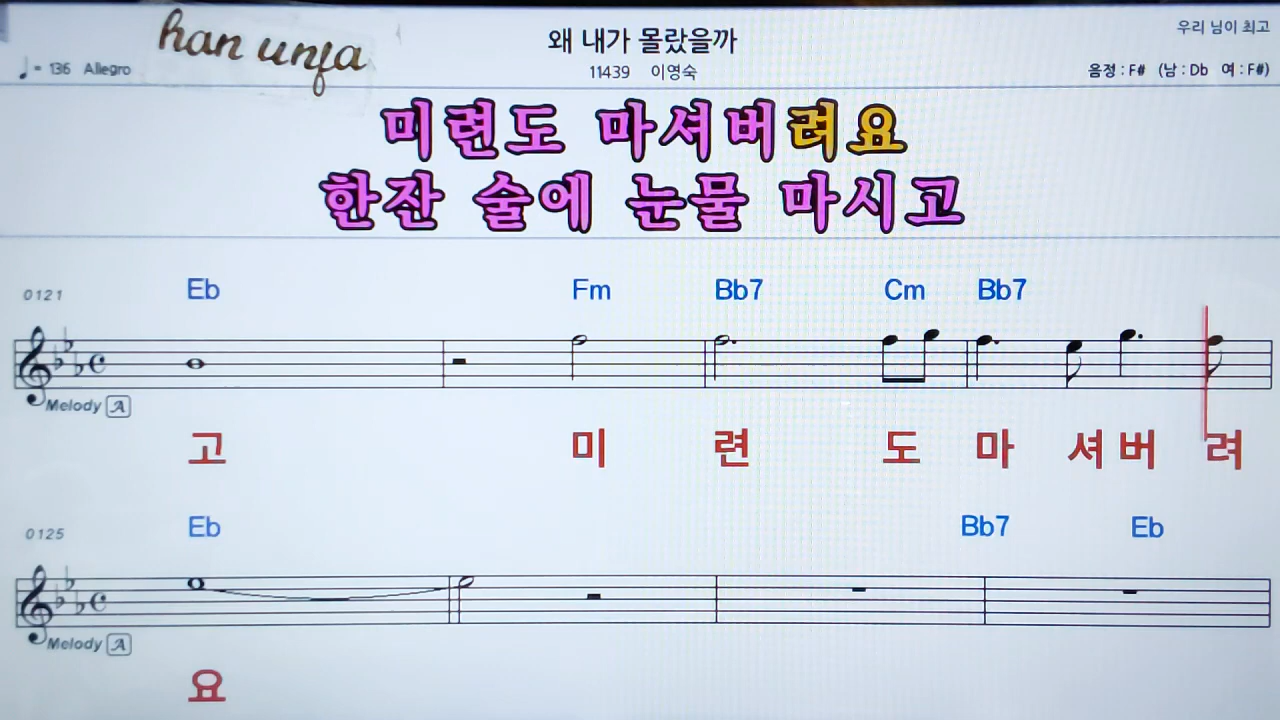 han unfa
왜 내가 몰랐을까
우리 님이 최고
♩= 136 Allegro
11439 이영숙
음정 : F# (남 : Db 여 : F#)
미련도 마셔버려요
한잔 술에 눈물 마시고
0121 Eb Fm Bb7 Cm Bb7
Melody A
고 미 련 도 마 셔 버 려
0125 Eb Bb7 Eb
Melody A
요